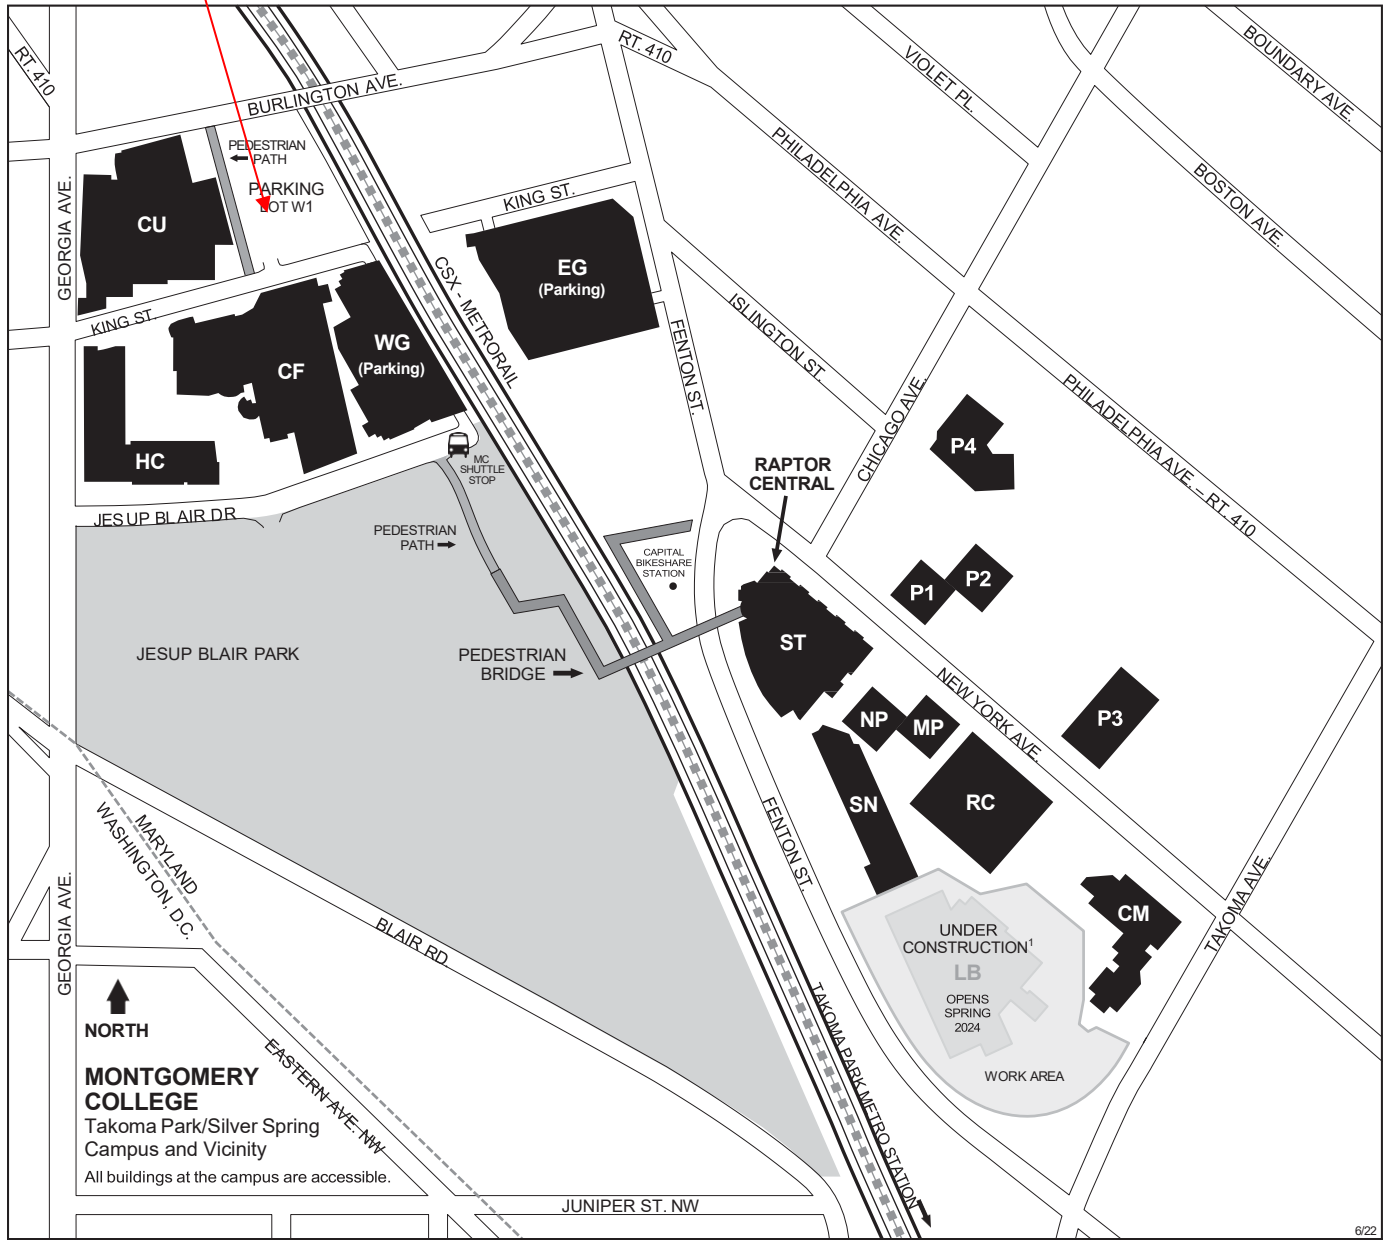 RT. 410
BURLINGTON AVE.
RT. 410
VIOLET PL.
BOUNDARY AVE.
PEDESTRIAN
PATH
PARKING
LOT W1
PHILADELPHIA AVE.
BOSTON AVE.
CU
GEORGIA AVE.
KING ST.
EG
(Parking)
CSX - METRORAIL
KING ST.
ISLINGTON ST.
FENTON ST.
WG
(Parking)
CF
CHICAGO AVE.
PHILADELPHIA AVE. – RT. 410
P4
HC
MC
SHUTTLE
STOP
RAPTOR
CENTRAL
JESUP BLAIR DR
PEDESTRIAN
PATH
CAPITAL
BIKESHARE
STATION
P1
P2
ST
JESUP BLAIR PARK
PEDESTRIAN
BRIDGE
NEW YORK AVE.
NP
MP
P3
SN
RC
FENTON ST.
MARYLAND
WASHINGTON, D.C.
TAKOMA AVE.
GEORGIA AVE.
BLAIR RD
CM
UNDER
CONSTRUCTION¹
LB
OPENS
SPRING
2024
WORK AREA
TAKOMA PARK METRO STATION
NORTH
EASTERN AVE. NW
MONTGOMERY
COLLEGE
Takoma Park/Silver Spring
Campus and Vicinity
All buildings at the campus are accessible.
JUNIPER ST. NW
6/22